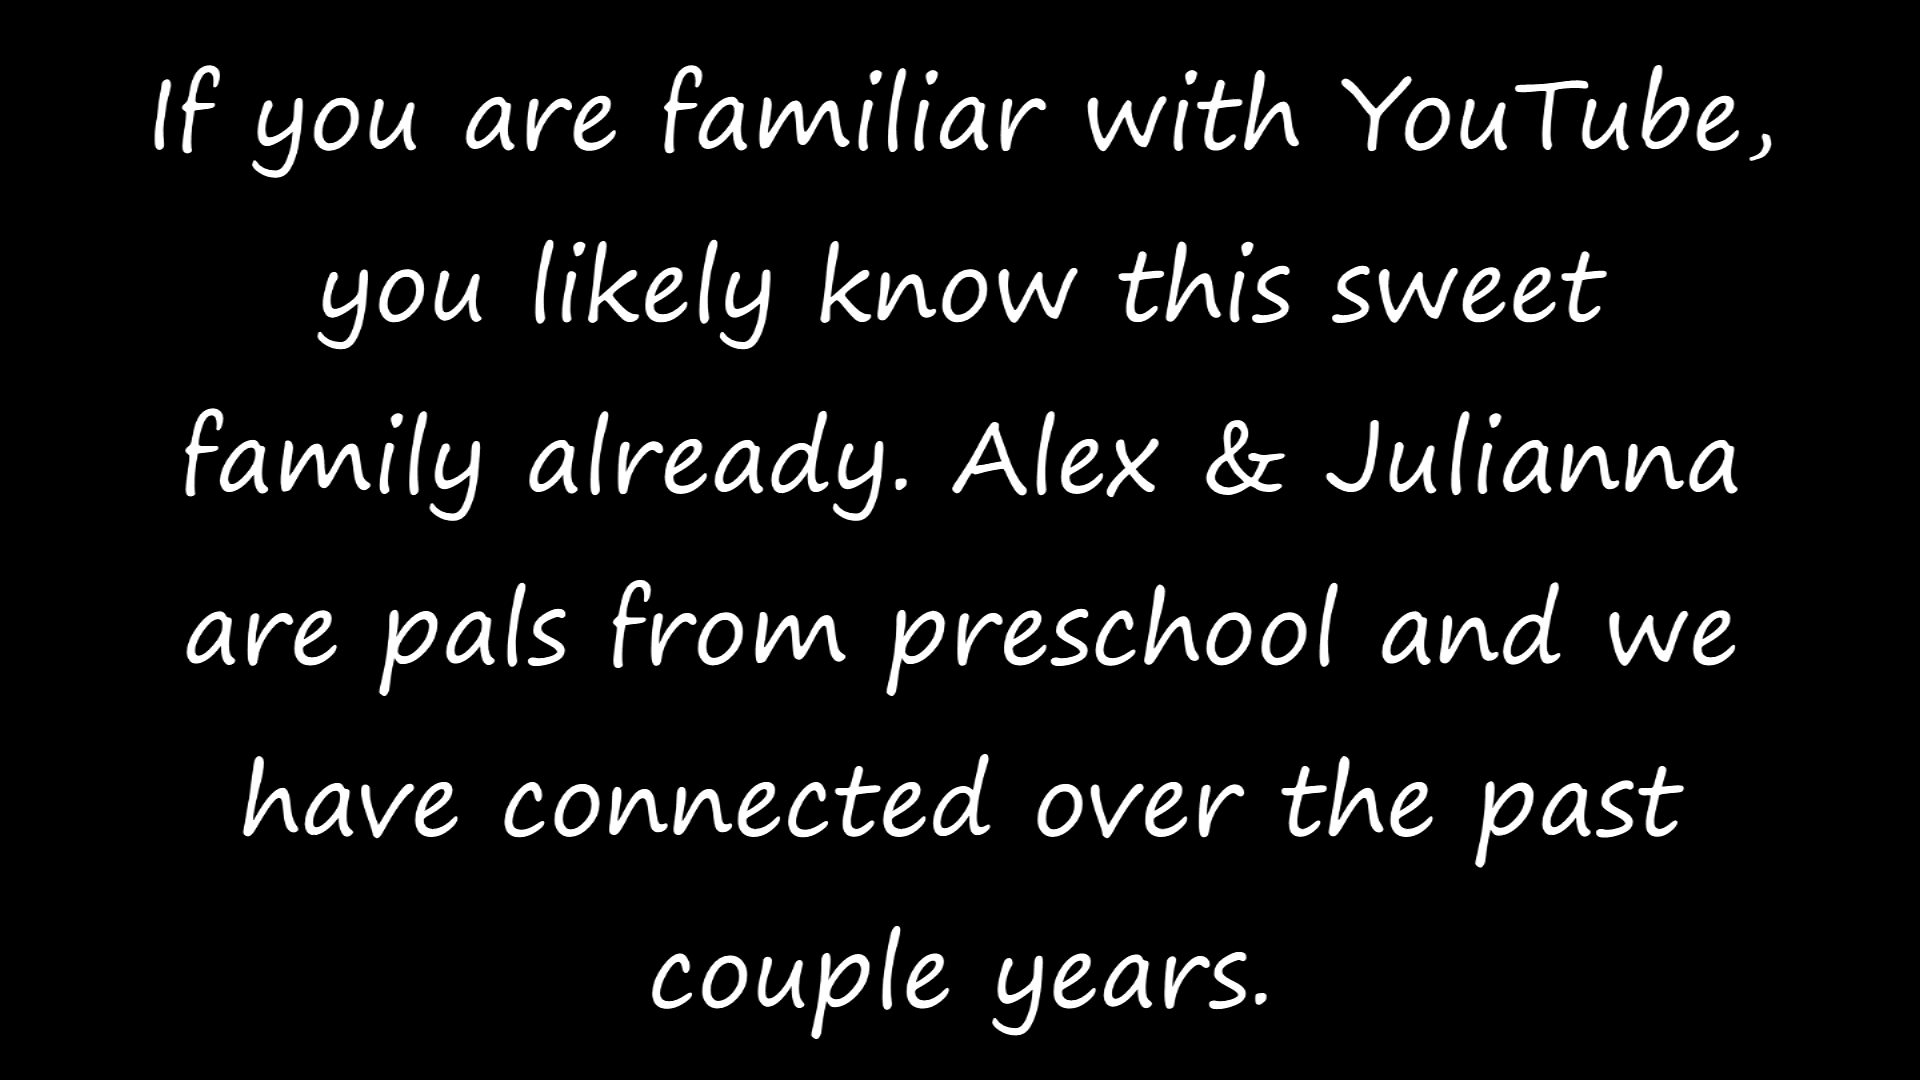 If you are familiar with YouTube,
you likely know this sweet
family already. Alex & Julianna
are pals from preschool and we
have connected over the past
couple years.